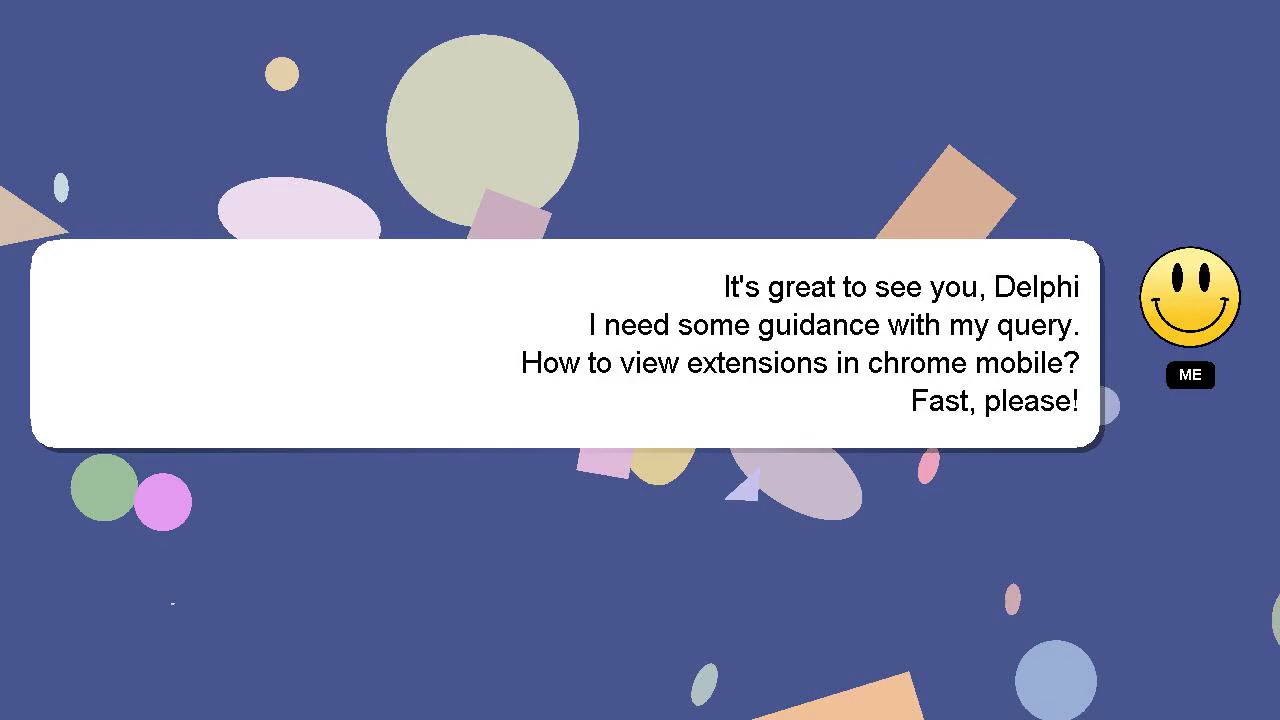 It's great to see you, Delphi
I need some guidance with my query.
How to view extensions in chrome mobile?
Fast, please!
ME